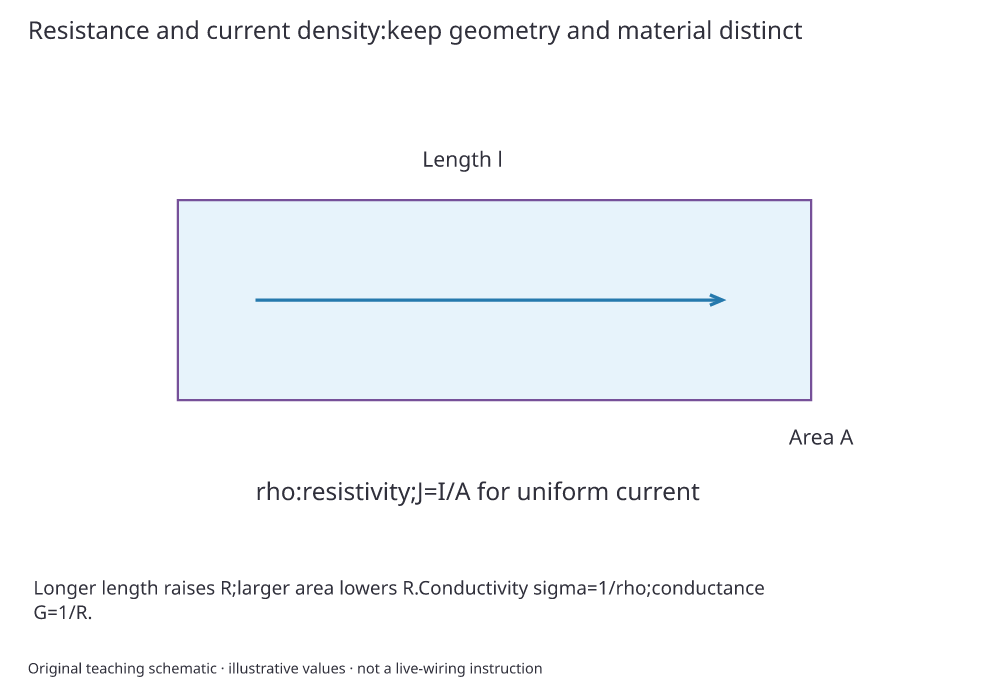 Resistance and current density:keep geometry and material distinct
Length l
Area A
rho:resistivity;J=I/A for uniform current
Longer length raises R;larger area lowers R.Conductivity sigma=1/rho;conductance
G=1/R.
Original teaching schematic · illustrative values · not a live-wiring instruction